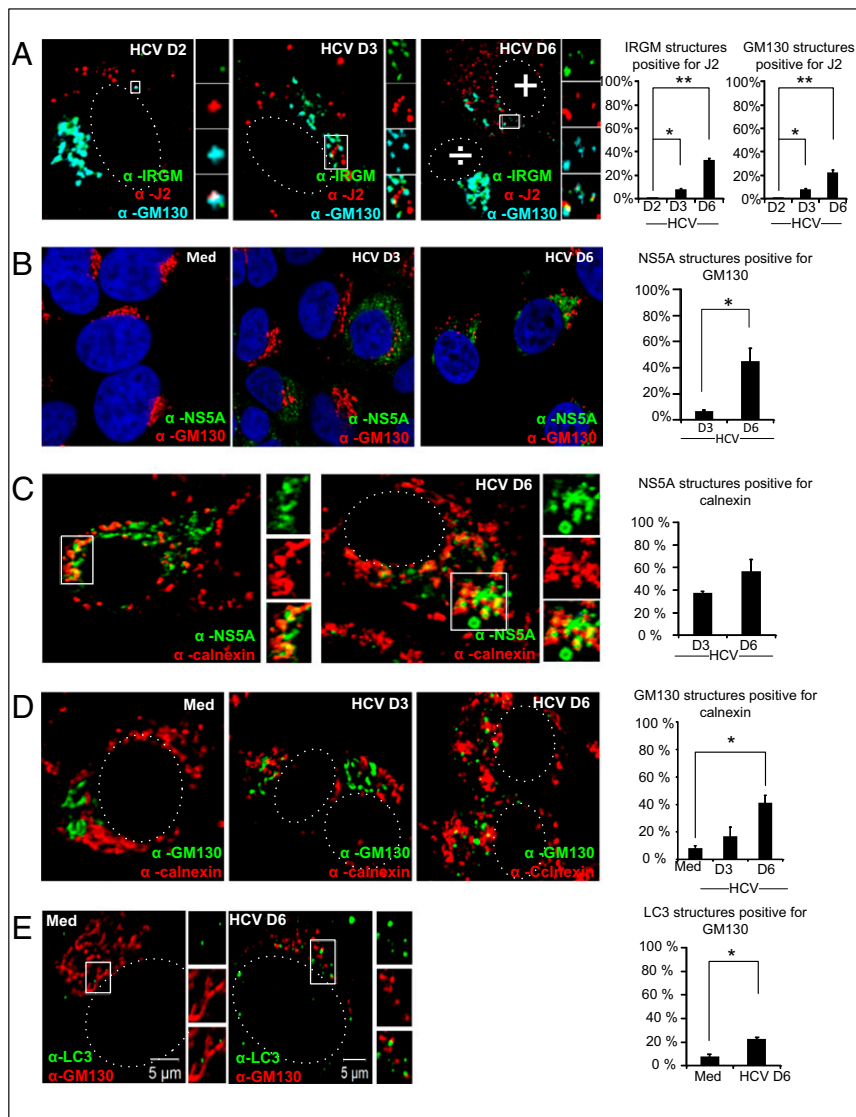 A
HCV D2
α -IRGM
α -J2
α -GM130
HCV D3
α -IRGM
α -J2
α -GM130
HCV D6
+
÷
α -IRGM
α -J2
α -GM130
IRGM structures
positive for J2
100%
80%
60%
40%
20%
0%
**
*
D2 D3 D6
HCV
GM130 structures
positive for J2
100%
80%
60%
40%
20%
0%
**
*
D2 D3 D6
HCV
B
Med
α -NS5A
α -GM130
HCV D3
α -NS5A
α -GM130
HCV D6
α -NS5A
α -GM130
NS5A structures positive for
GM130
100%
80%
60%
40%
20%
0%
*
D3 D6
HCV
C
α -NS5A
α -calnexin
HCV D6
α -NS5A
α -calnexin
NS5A structures positive for
calnexin
100 %
80 %
60 %
40 %
20 %
0 %
D3 D6
HCV
D
Med
α -GM130
α -calnexin
HCV D3
α -GM130
α -calnexin
HCV D6
α -GM130
α -Cclnexin
GM130 structures positive for
calnexin
100 %
80 %
60 %
40 %
20 %
0 %
*
Med D3 D6
HCV
E
Med
α-LC3
α-GM130
5 µm
HCV D6
α-LC3
α-GM130
5 µm
LC3 structures positive for
GM130
100 %
80 %
60 %
40 %
20 %
0 %
*
Med HCV D6